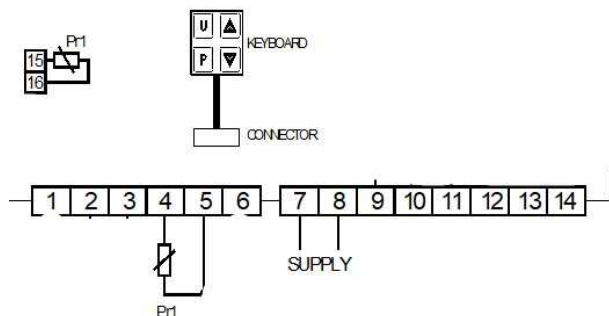 Pr1
15
16
U
P
KEYBOARD
CONNECTOR
1 2 3 4 5 6 7 8 9 10 11 12 13 14
SUPPLY
Pr1